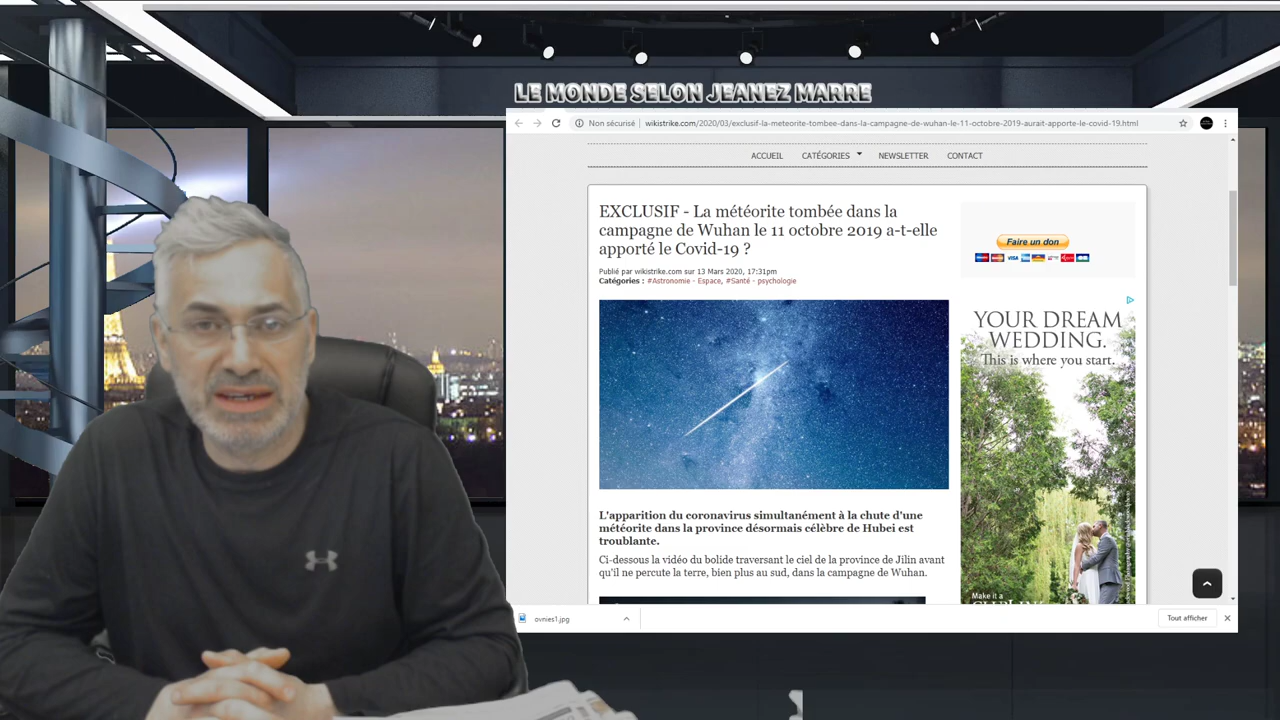 LE MONDE SELON JEANEZ MARRE
Non sécurisé | wikistrike.com/2020/03/exclusif-la-meteorite-tombee-dans-la-campagne-de-wuhan-le-11-octobre-2019-aurait-apporte-le-covid-19.html
ACCUEIL CATÉGORIES NEWSLETTER CONTACT
EXCLUSIF - La météorite tombée dans la
campagne de Wuhan le 11 octobre 2019 a-t-elle
apporté le Covid-19 ?
Publié par wikistrike.com sur 13 Mars 2020, 17:31pm
Catégories : #Astronomie - Espace, #Santé - psychologie
L'apparition du coronavirus simultanément à la chute d'une
météorite dans la province désormais célèbre de Hubei est
troublante.
Ci-dessous la vidéo du bolide traversant le ciel de la province de Jilin avant
qu'il ne percute la terre, bien plus au sud, dans la campagne de Wuhan.
Faire un don
VISA
YOUR DREAM
WEDDING.
This is where you start.
Make it a
ovnies1.jpg
Tout afficher